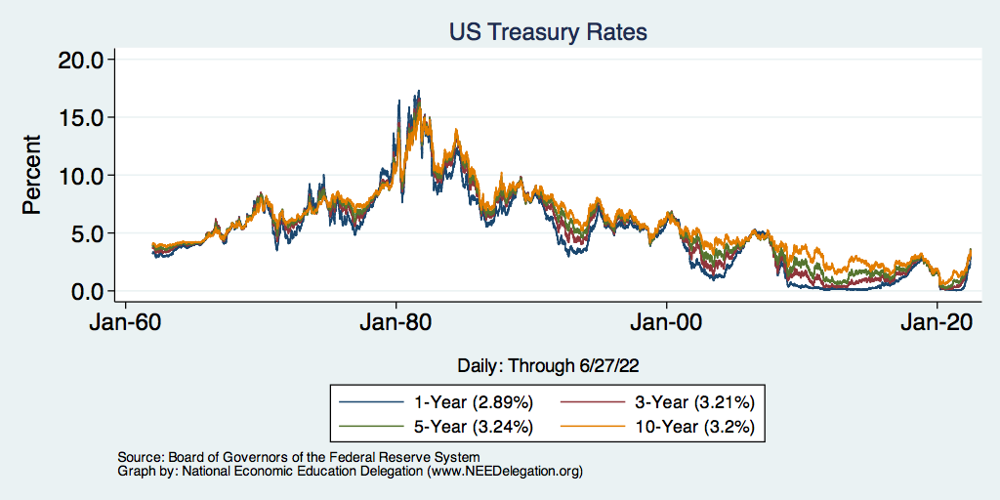 US Treasury Rates
Percent
20.0
15.0
10.0
5.0
0.0
Jan-60 Jan-80 Jan-00 Jan-20
Daily: Through 6/27/22
1-Year (2.89%) 3-Year (3.21%)
5-Year (3.24%) 10-Year (3.2%)
Source: Board of Governors of the Federal Reserve System
Graph by: National Economic Education Delegation (www.NEEDelegation.org)